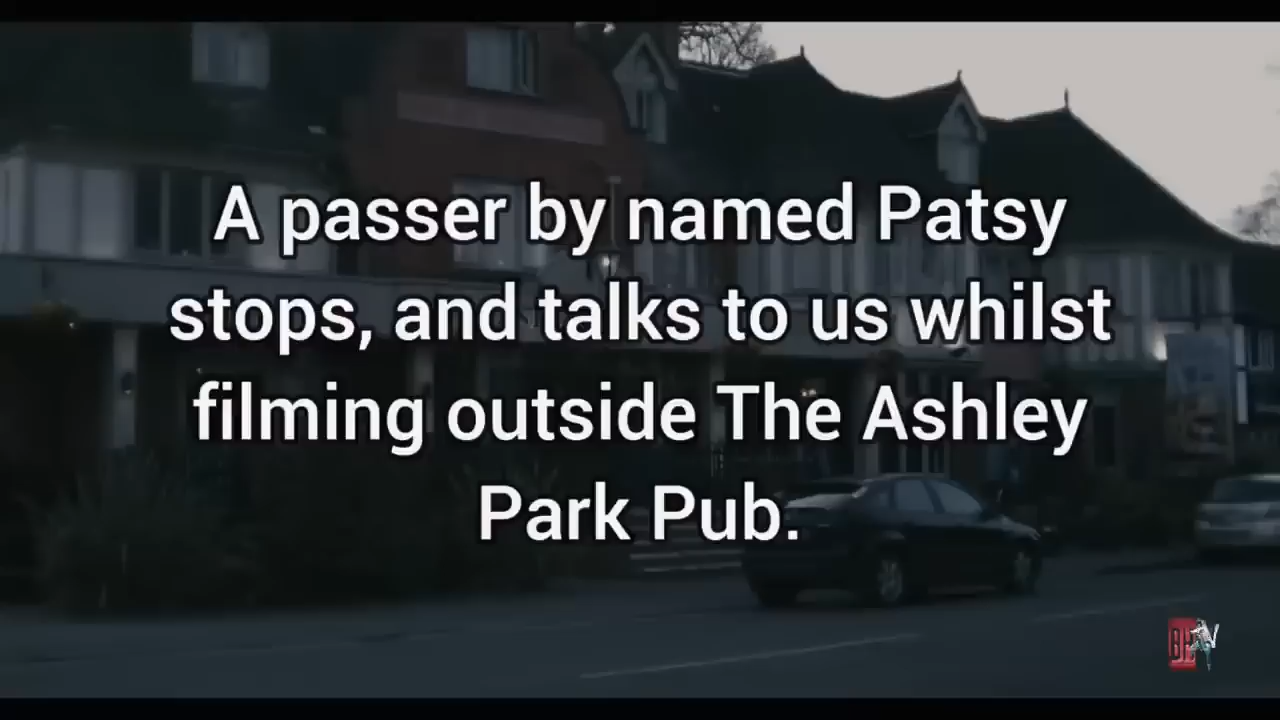 A passer by named Patsy
stops, and talks to us whilst
filming outside The Ashley
Park Pub.